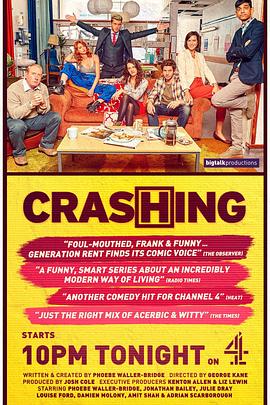 bigtalkproductions
CRASHING
"FOUL-MOUTHED, FRANK & FUNNY...
GENERATION RENT FINDS ITS COMIC VOICE" (THE OBSERVER)
"A FUNNY, SMART SERIES ABOUT AN INCREDIBLY
MODERN WAY OF LIVING" (RADIO TIMES)
"ANOTHER COMEDY HIT FOR CHANNEL 4" (HEAT)
"JUST THE RIGHT MIX OF ACERBIC & WITTY" (THE TIMES)
STARTS
10PM TONIGHT ON 4
WRITTEN & CREATED BY PHOEBE WALLER-BRIDGE DIRECTED BY GEORGE KANE
PRODUCED BY JOSH COLE EXECUTIVE PRODUCERS KENTON ALLEN & LIZ LEWIN
STARRING PHOEBE WALLER-BRIDGE, JONATHAN BAILEY, JULIE DRAY
LOUISE FORD, DAMIEN MOLONY, AMIT SHAH & ADRIAN SCARBOROUGH